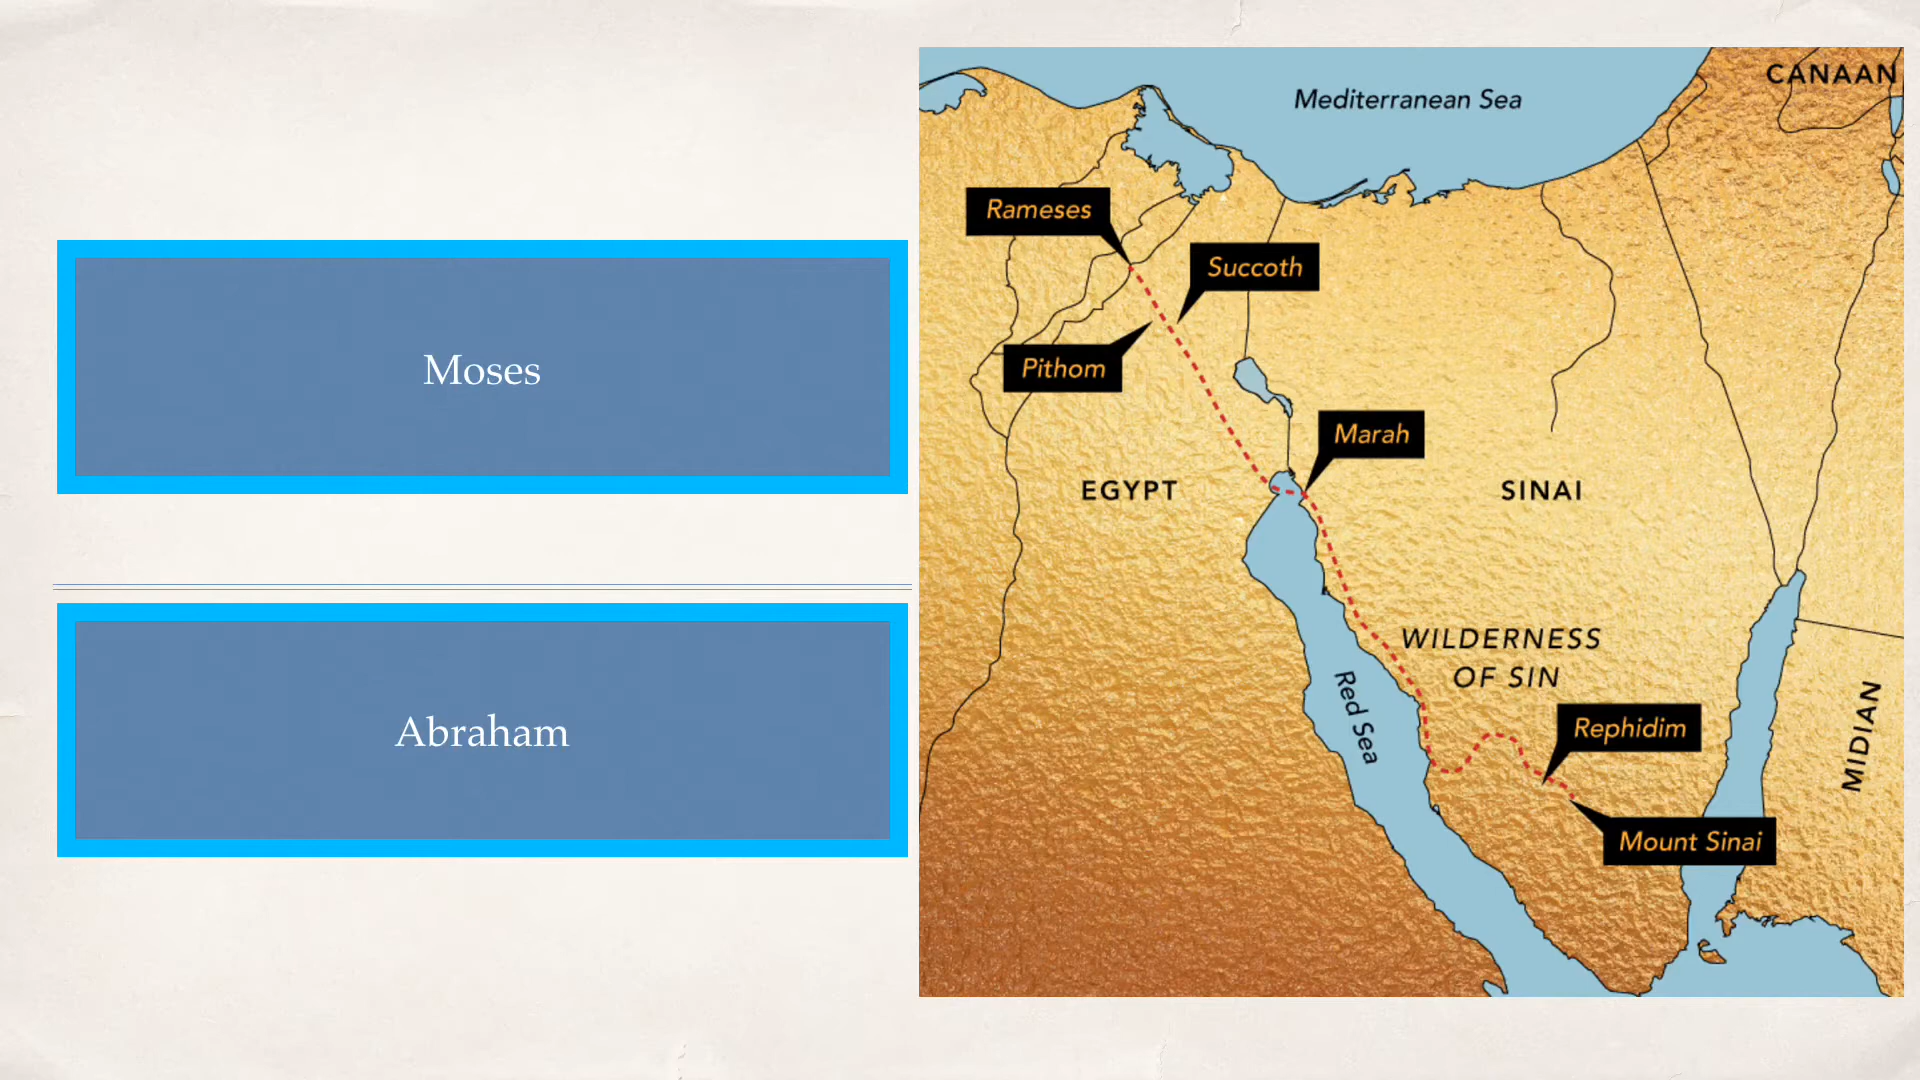 Moses
Abraham
CANAAN
Mediterranean Sea
Rameses
Succoth
Pithom
Marah
EGYPT
SINAI
WILDERNESS
OF SIN
Red Sea
Rephidim
MIDIAN
Mount Sinai